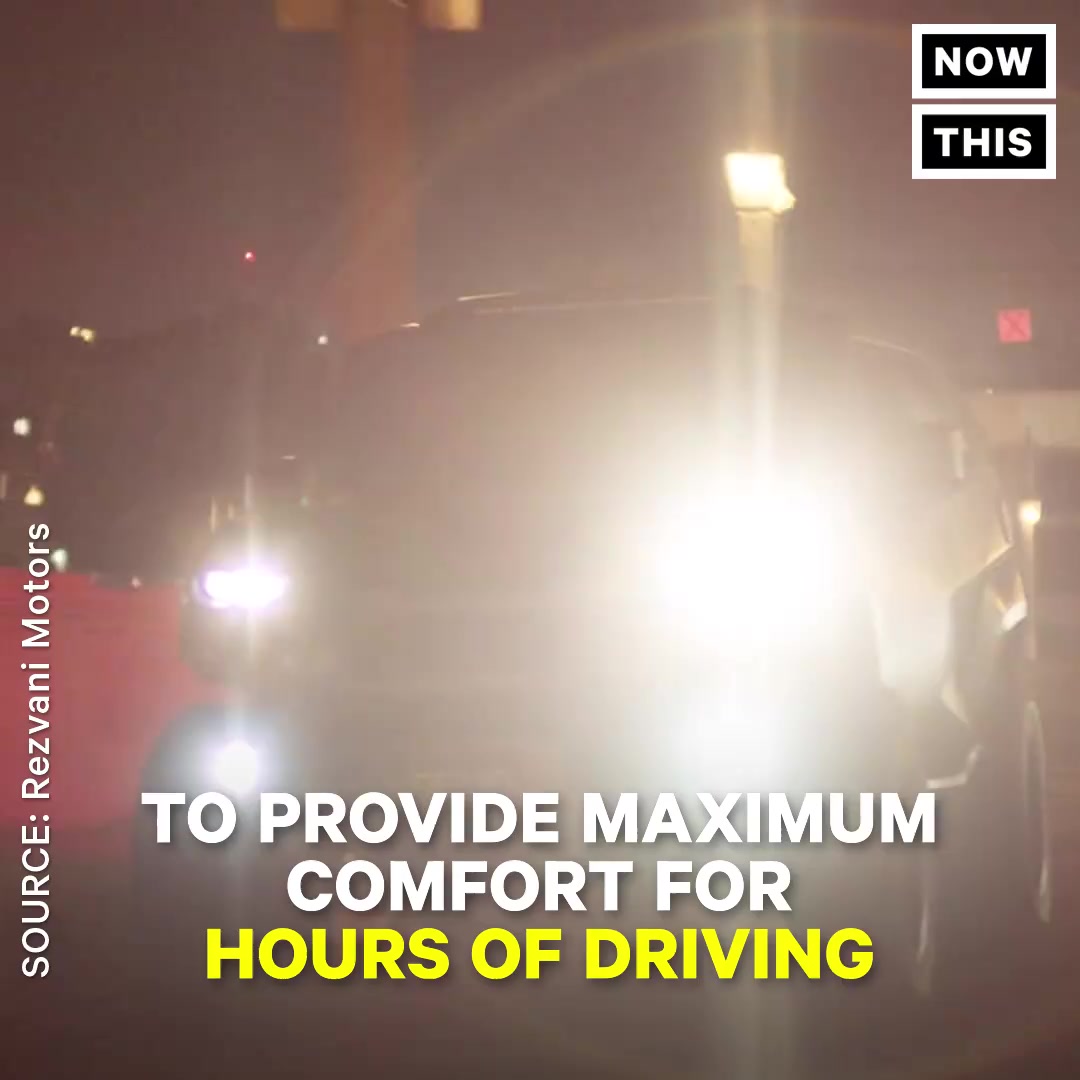 NOW
THIS
SOURCE: Rezvani Motors
TO PROVIDE MAXIMUM
COMFORT FOR
HOURS OF DRIVING